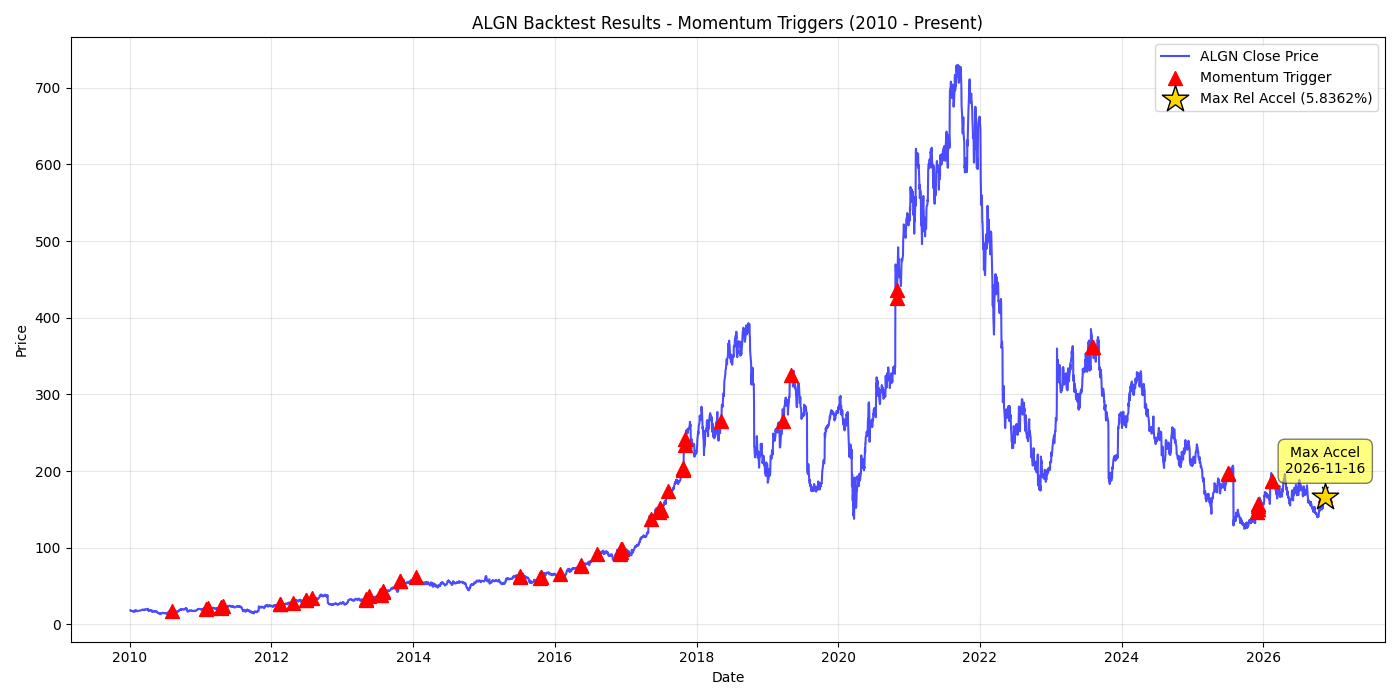 ALGN Backtest Results - Momentum Triggers (2010 - Present)
ALGN Close Price
Momentum Trigger
Max Rel Accel (5.8362%)
Price
700
600
500
400
300
200
100
0
Max Accel
2026-11-16
2010
2012
2014
2016
2018
2020
2022
2024
2026
Date